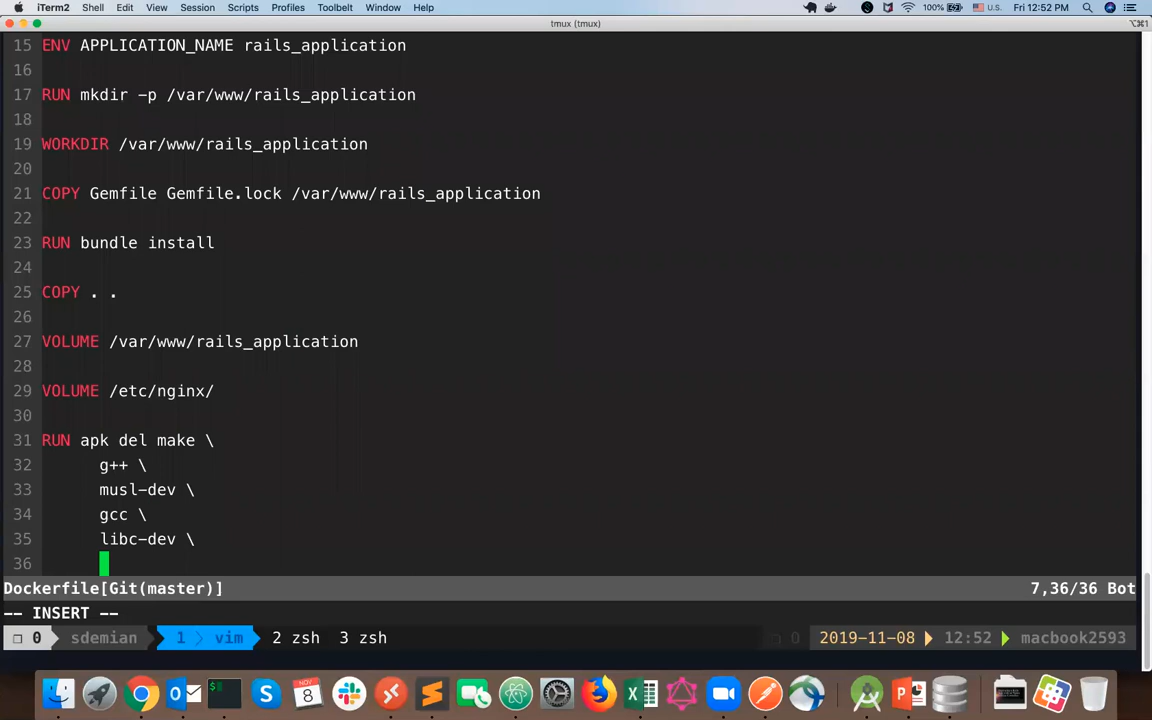 iTerm2 Shell Edit View Session Scripts Profiles Toolbelt Window Help 100% U.S. Fri 12:52 PM
tmux (tmux) ⌥⌘1
15 ENV APPLICATION_NAME rails_application
16
17 RUN mkdir -p /var/www/rails_application
18
19 WORKDIR /var/www/rails_application
20
21 COPY Gemfile Gemfile.lock /var/www/rails_application
22
23 RUN bundle install
24
25 COPY . .
26
27 VOLUME /var/www/rails_application
28
29 VOLUME /etc/nginx/
30
31 RUN apk del make \
32 g++ \
33 musl-dev \
34 gcc \
35 libc-dev \
36
Dockerfile[Git(master)] 7,36/36 Bot
-- INSERT --
0 sdemian 1 vim 2 zsh 3 zsh 0 2019-11-08 12:52 macbook2593
NOV 8